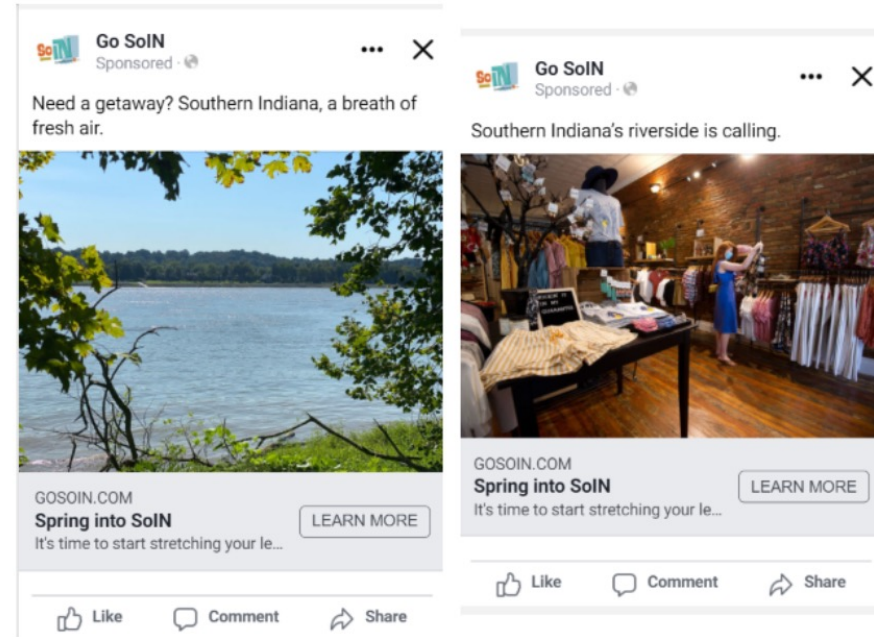 SoIN
Go SoIN
Sponsored ·
Need a getaway? Southern Indiana, a breath of
fresh air.
GOSOIN.COM
Spring into SoIN
It's time to start stretching your le...
LEARN MORE
Like
Comment
Share
SoIN
Go SoIN
Sponsored ·
Southern Indiana's riverside is calling.
GOSOIN.COM
Spring into SoIN
It's time to start stretching your le...
LEARN MORE
Like
Comment
Share